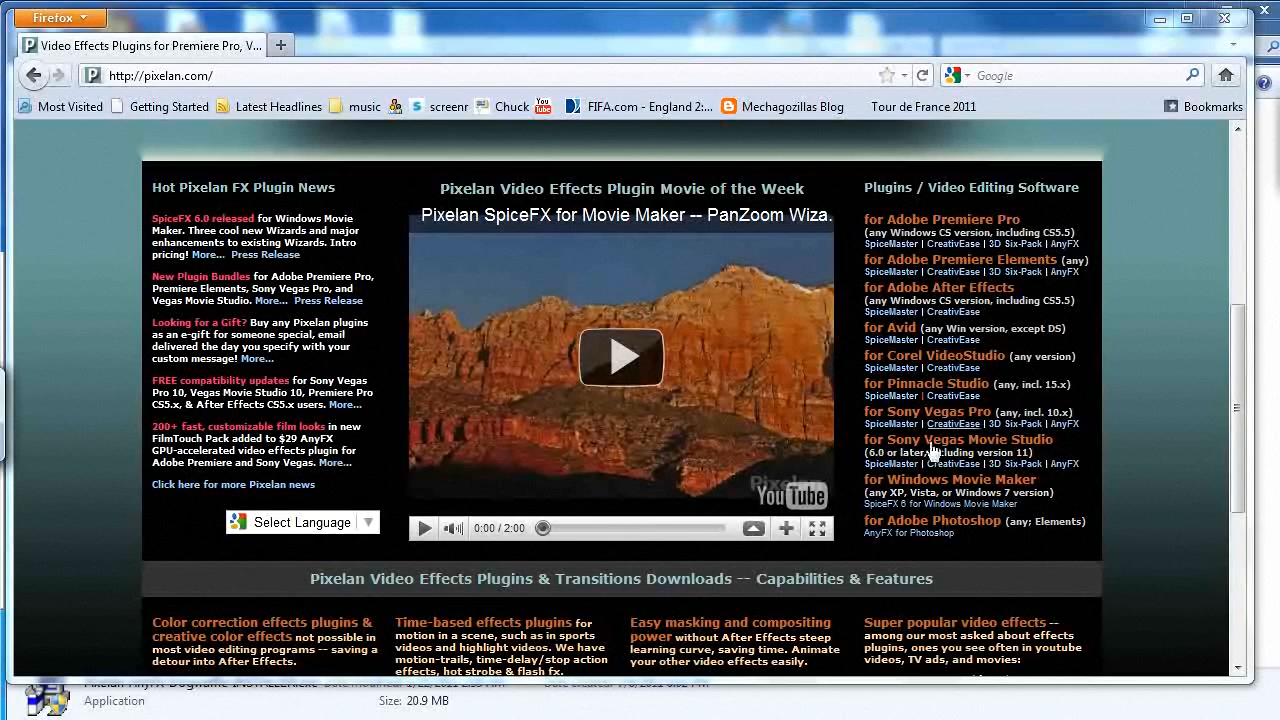 Firefox
Video Effects Plugins for Premiere Pro, V...
http://pixelan.com/
Google
Most Visited
Getting Started
Latest Headlines
music
screenr
Chuck
FIFA.com - England 2:...
Mechagozillas Blog
Tour de France 2011
Bookmarks
Hot Pixelan FX Plugin News
SpiceFX 6.0 released for Windows Movie
Maker. Three cool new Wizards and major
enhancements to existing Wizards. Intro
pricing! More... Press Release
New Plugin Bundles for Adobe Premiere Pro,
Premiere Elements, Sony Vegas Pro, and
Vegas Movie Studio. More... Press Release
Looking for a Gift? Buy any Pixelan plugins
as an e-gift for someone special, email
delivered the day you specify with your
custom message! More...
FREE compatibility updates for Sony Vegas
Pro 10, Vegas Movie Studio 10, Premiere Pro
CS5.x, & After Effects CS5.x users. More...
200+ fast, customizable film looks in new
FilmTouch Pack added to $29 AnyFX
GPU-accelerated video effects plugin for
Adobe Premiere and Sony Vegas. More...
Click here for more Pixelan news
Select Language
Pixelan Video Effects Plugin Movie of the Week
Pixelan SpiceFX for Movie Maker -- PanZoom Wiza.
Pixelan
YouTube
0:00 / 2:00
Plugins / Video Editing Software
for Adobe Premiere Pro
(any Windows CS version, including CS5.5)
SpiceMaster | CreativEase | 3D Six-Pack | AnyFX
for Adobe Premiere Elements (any)
SpiceMaster | CreativEase | 3D Six-Pack | AnyFX
for Adobe After Effects
(any Windows CS version, including CS5.5)
SpiceMaster | CreativEase
for Avid (any Win version, except DS)
SpiceMaster | CreativEase
for Corel VideoStudio (any version)
SpiceMaster | CreativEase
for Pinnacle Studio (any, incl. 15.x)
SpiceMaster | CreativEase
for Sony Vegas Pro (any, incl. 10.x)
SpiceMaster | CreativEase | 3D Six-Pack | AnyFX
for Sony Vegas Movie Studio
(6.0 or later, including version 11)
SpiceMaster | CreativEase | 3D Six-Pack | AnyFX
for Windows Movie Maker
(any XP, Vista, or Windows 7 version)
SpiceFX 6 for Windows Movie Maker
for Adobe Photoshop (any; Elements)
AnyFX for Photoshop
Pixelan Video Effects Plugins & Transitions Downloads -- Capabilities & Features
Color correction effects plugins &
creative color effects not possible in
most video editing programs -- saving a
detour into After Effects.
Time-based effects plugins for
motion in a scene, such as in sports
videos and highlight videos. We have
motion-trails, time-delay/stop action
effects, hot strobe & flash fx.
Easy masking and compositing
power without After Effects steep
learning curve, saving time. Animate
your other video effects easily.
Super popular video effects --
among our most asked about effects
plugins, ones you see often in youtube
videos, TV ads, and movies:
Application
Size: 20.9 MB